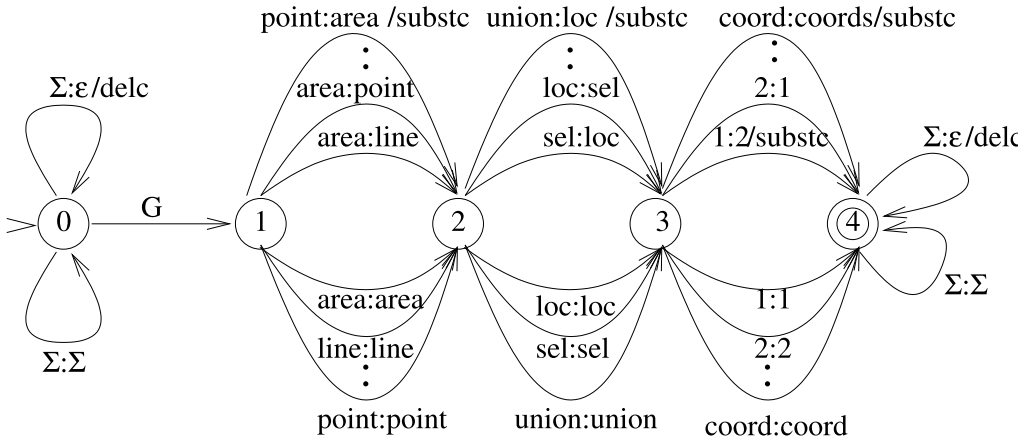 point:area /substc union:loc /substc coord:coords/substc
Σ:ε/delc area:point loc:sel 2:1
area:line sel:loc 1:2/substc Σ:ε/delc
G
0 1 2 3 4
area:area loc:loc 1:1 Σ:Σ
line:line sel:sel 2:2
Σ:Σ
point:point union:union coord:coord